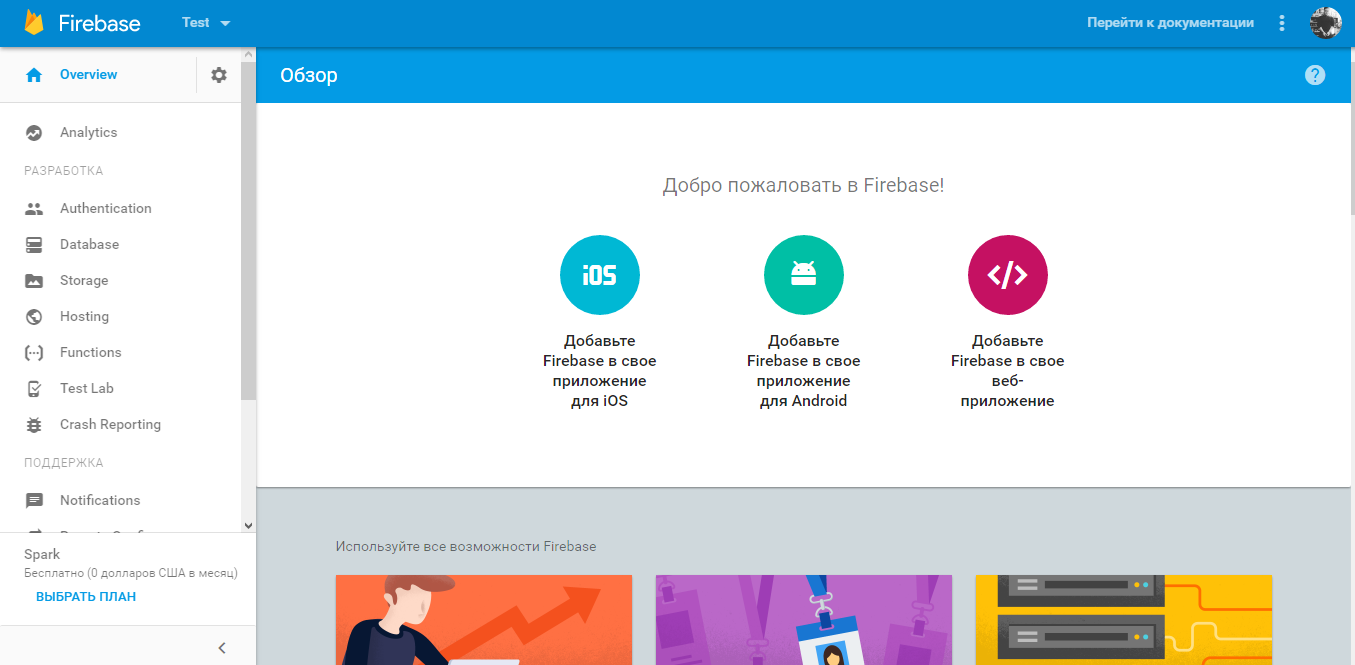 Firebase
Test
Перейти к документации
Overview
Обзор
?
Analytics
РАЗРАБОТКА
Authentication
Database
Storage
Hosting
Functions
Test Lab
Crash Reporting
ПОДДЕРЖКА
Notifications
Spark
Бесплатно (0 долларов США в месяц)
ВЫБРАТЬ ПЛАН
Добро пожаловать в Firebase!
iOS
Добавьте
Firebase в свое
приложение
для iOS
Добавьте
Firebase в свое
приложение
для Android
</>
Добавьте
Firebase в свое
веб-
приложение
Используйте все возможности Firebase